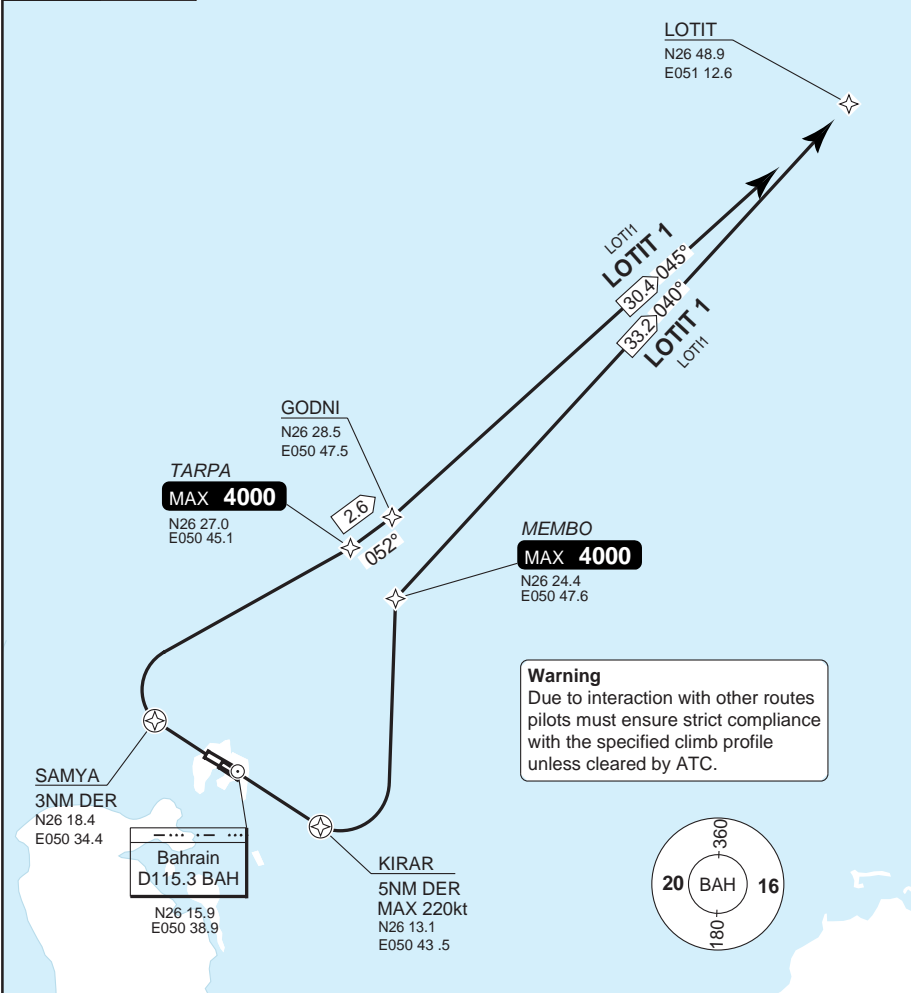 LOTIT
N26 48.9
E051 12.6
LOTI1
LOTIT 1
30.4 045°
33.2 040°
LOTIT 1
LOTI1
GODNI
N26 28.5
E050 47.5
TARPA
MAX 4000
N26 27.0
E050 45.1
2.6
052°
MEMBO
MAX 4000
N26 24.4
E050 47.6
Warning
Due to interaction with other routes
pilots must ensure strict compliance
with the specified climb profile
unless cleared by ATC.
SAMYA
3NM DER
N26 18.4
E050 34.4
Bahrain
D115.3 BAH
N26 15.9
E050 38.9
KIRAR
5NM DER
MAX 220kt
N26 13.1
E050 43 .5
360
20 BAH 16
180